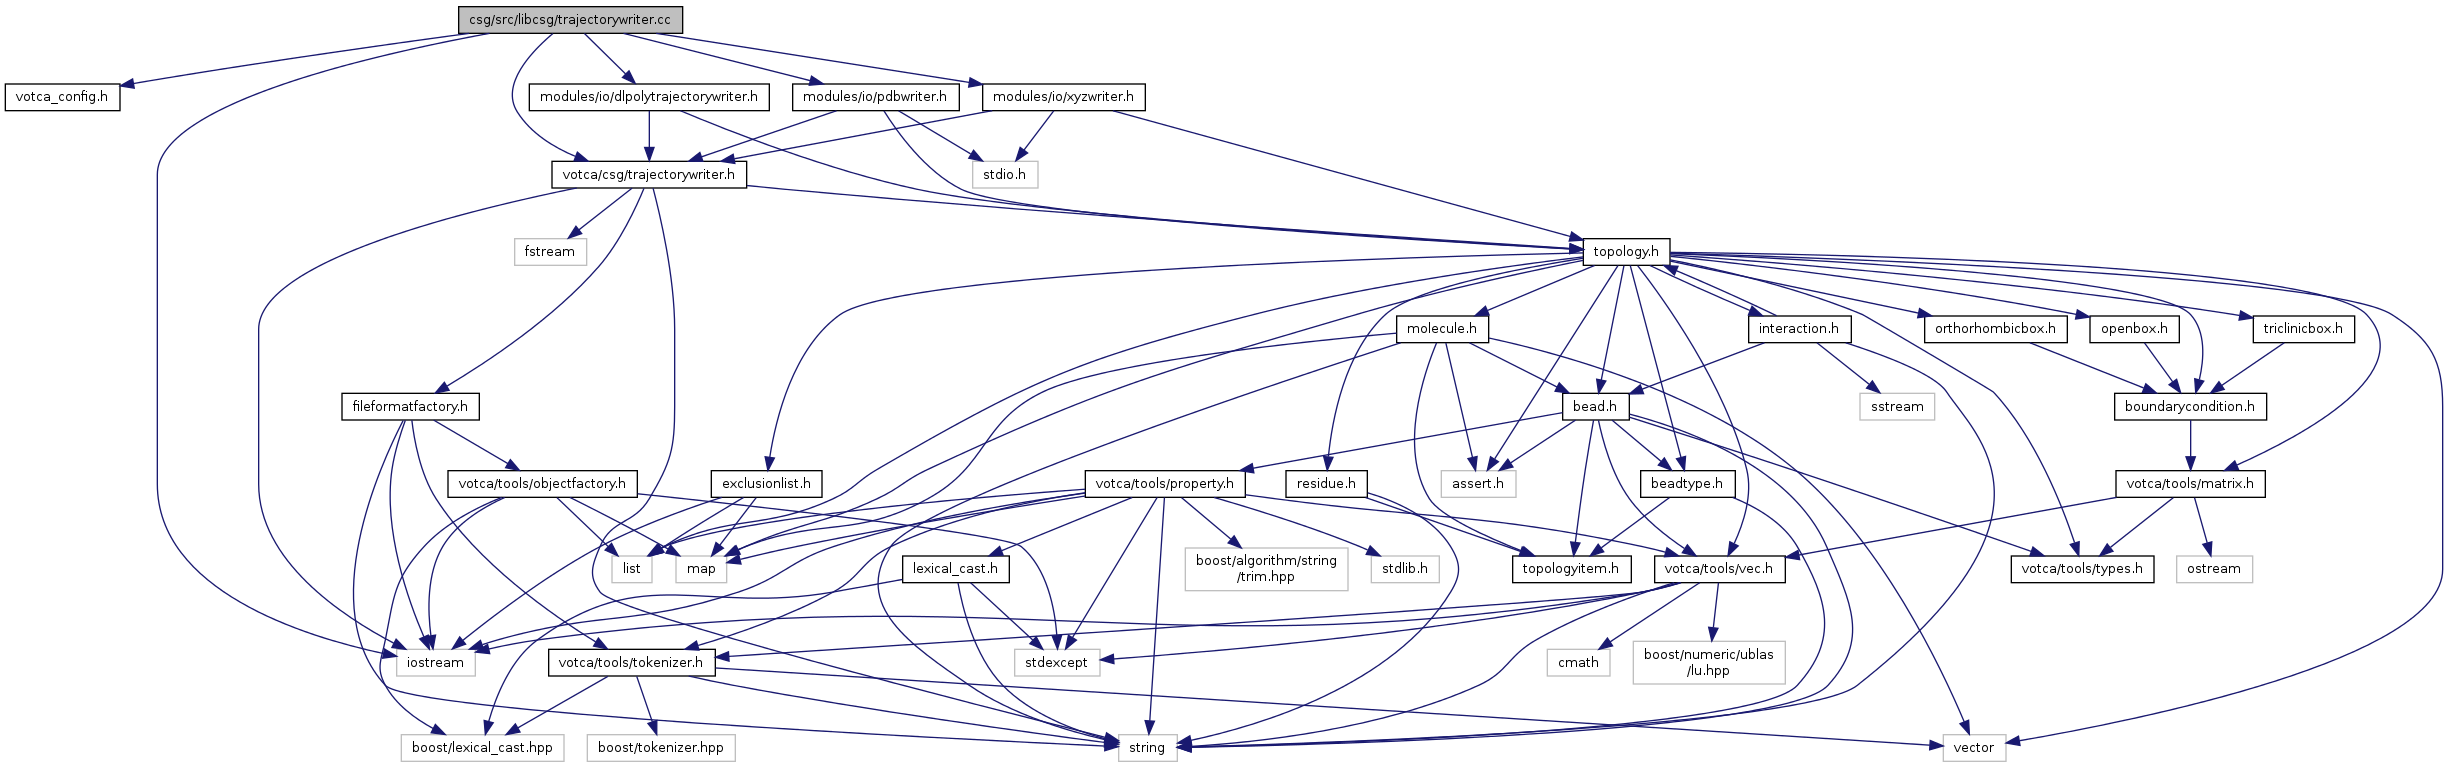 csg/src/libcsg/trajectorywriter.cc
votca_config.h
modules/io/dlpolytrajectorywriter.h
modules/io/pdbwriter.h
modules/io/xyzwriter.h
votca/csg/trajectorywriter.h
stdio.h
fstream
topology.h
molecule.h
interaction.h
orthorhombicbox.h
openbox.h
triclinicbox.h
fileformatfactory.h
bead.h
sstream
boundarycondition.h
votca/tools/objectfactory.h
exclusionlist.h
votca/tools/property.h
residue.h
assert.h
beadtype.h
votca/tools/matrix.h
list
map
lexical_cast.h
boost/algorithm/string
/trim.hpp
stdlib.h
topologyitem.h
votca/tools/vec.h
votca/tools/types.h
ostream
iostream
votca/tools/tokenizer.h
stdexcept
cmath
boost/numeric/ublas
/lu.hpp
boost/lexical_cast.hpp
boost/tokenizer.hpp
string
vector